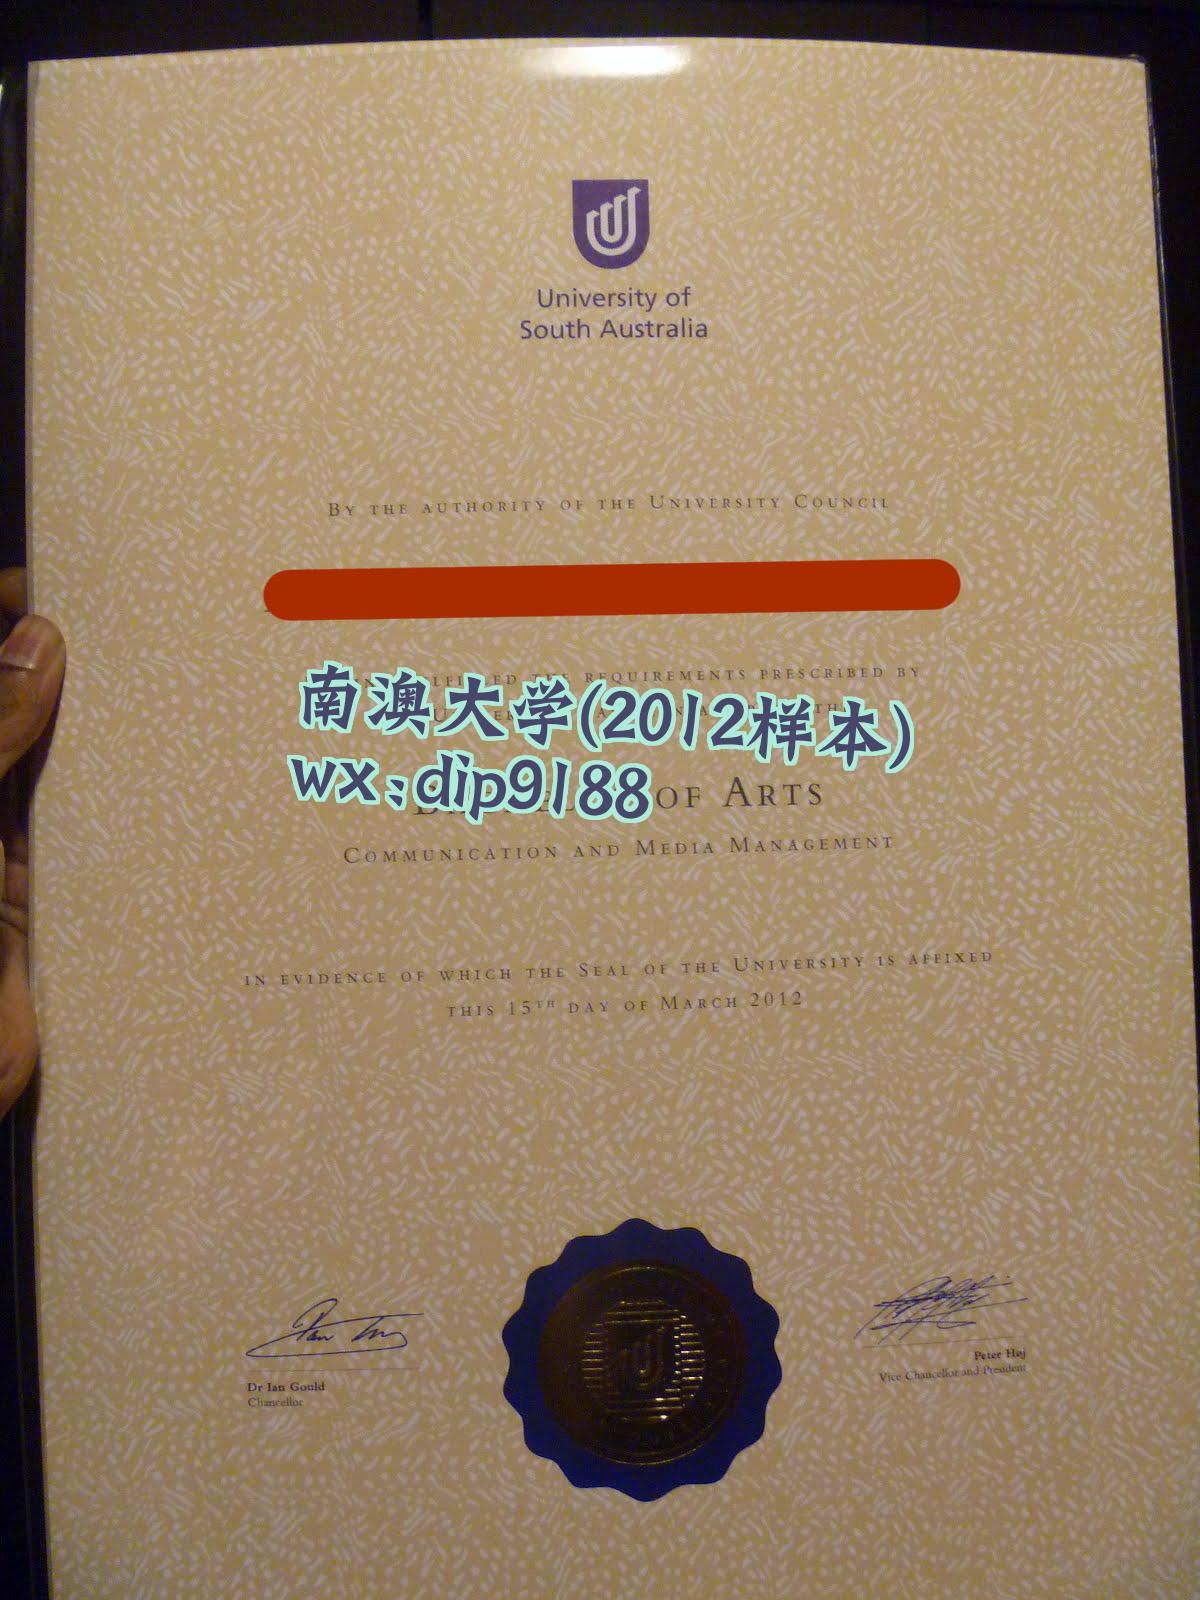 University of
South Australia
BY THE AUTHORITY OF THE UNIVERSITY COUNCIL
REQUIREMENTS PRESCRIBED BY
南澳大学(2012样本)
wx:dip9188
OF ARTS
COMMUNICATION AND MEDIA MANAGEMENT
IN EVIDENCE OF WHICH THE SEAL OF THE UNIVERSITY IS AFFIXED
THIS 15TH DAY OF MARCH 2012
Dr Ian Gould
Chancellor
Peter Høj
Vice Chancellor and President